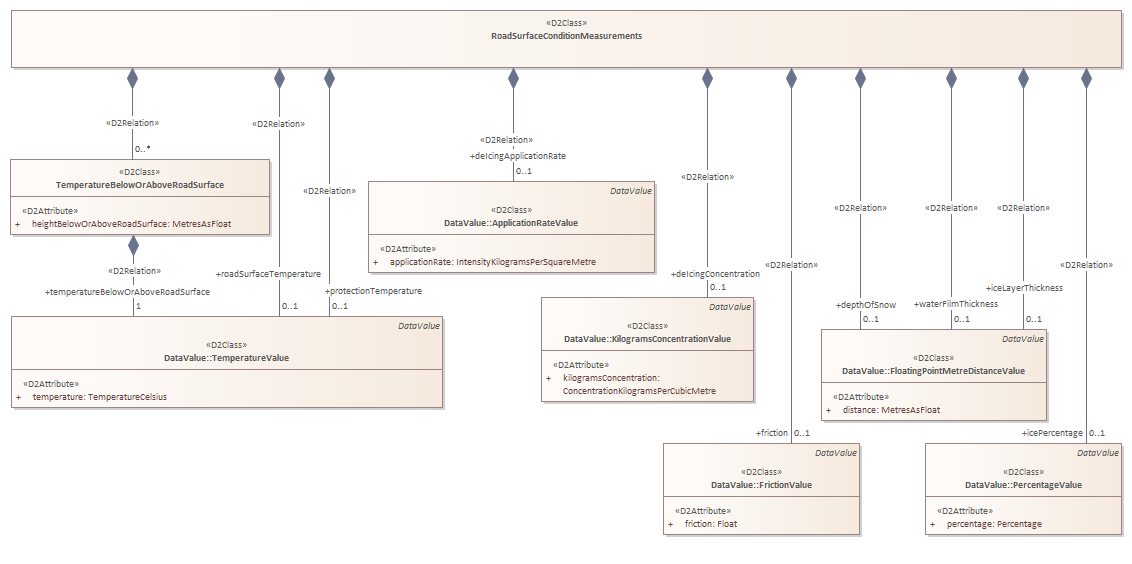 «D2Class»
RoadSurfaceConditionMeasurements
«D2Relation»
0..*
«D2Class»
TemperatureBelowOrAboveRoadSurface
«D2Attribute»
+ heightBelowOrAboveRoadSurface: MetresAsFloat
«D2Relation»
+temperatureBelowOrAboveRoadSurface
1
«D2Relation»
+roadSurfaceTemperature
0..1
«D2Relation»
+protectionTemperature
0..1
DataValue
«D2Class»
DataValue::TemperatureValue
«D2Attribute»
+ temperature: TemperatureCelsius
«D2Relation»
+deIcingApplicationRate
0..1
DataValue
«D2Class»
DataValue::ApplicationRateValue
«D2Attribute»
+ applicationRate: IntensityKilogramsPerSquareMetre
«D2Relation»
+deIcingConcentration
0..1
DataValue
«D2Class»
DataValue::KilogramsConcentrationValue
«D2Attribute»
+ kilogramsConcentration:
ConcentrationKilogramsPerCubicMetre
«D2Relation»
+friction 0..1
DataValue
«D2Class»
DataValue::FrictionValue
«D2Attribute»
+ friction: Float
«D2Relation»
+depthOfSnow
0..1
«D2Relation»
+waterFilmThickness
0..1
«D2Relation»
+iceLayerThickness
0..1
DataValue
«D2Class»
DataValue::FloatingPointMetreDistanceValue
«D2Attribute»
+ distance: MetresAsFloat
«D2Relation»
+icePercentage 0..1
DataValue
«D2Class»
DataValue::PercentageValue
«D2Attribute»
+ percentage: Percentage